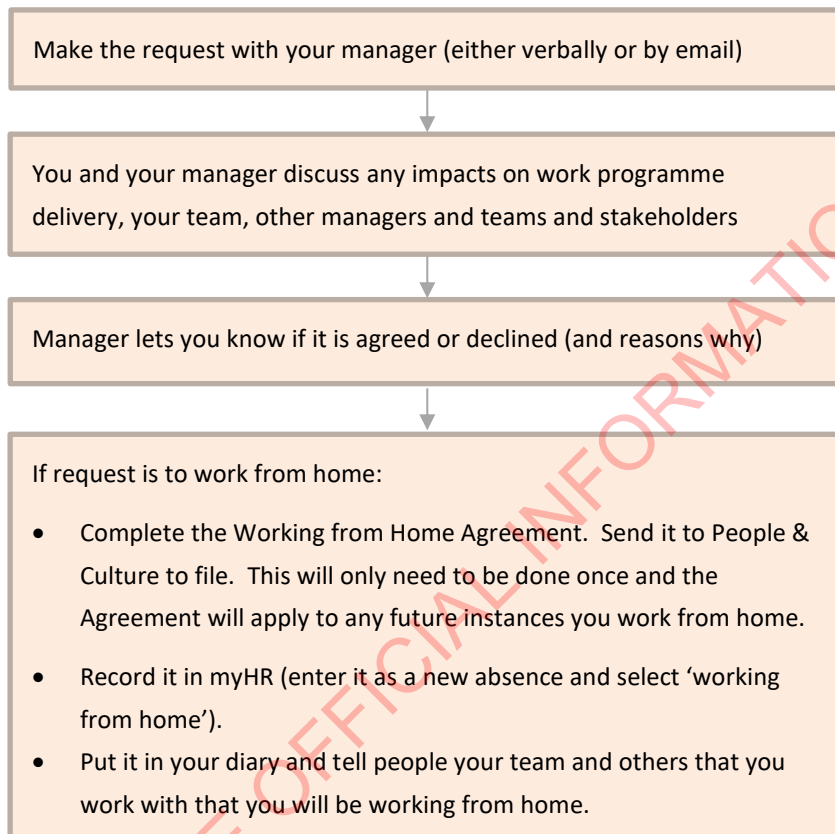 Make the request with your manager (either verbally or by email)
You and your manager discuss any impacts on work programme
delivery, your team, other managers and teams and stakeholders
Manager lets you know if it is agreed or declined (and reasons why)
If request is to work from home:
• Complete the Working from Home Agreement. Send it to People &
Culture to file. This will only need to be done once and the
Agreement will apply to any future instances you work from home.
• Record it in myHR (enter it as a new absence and select ‘working
from home’).
• Put it in your diary and tell people your team and others that you
work with that you will be working from home.
OFFICIAL INFORMATIO